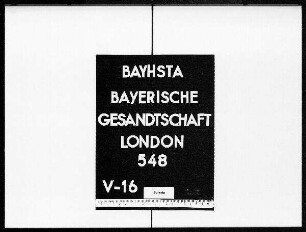 BAYHSTA
BAYERISCHE
GESANDTSCHAFT
LONDON
548
V-16